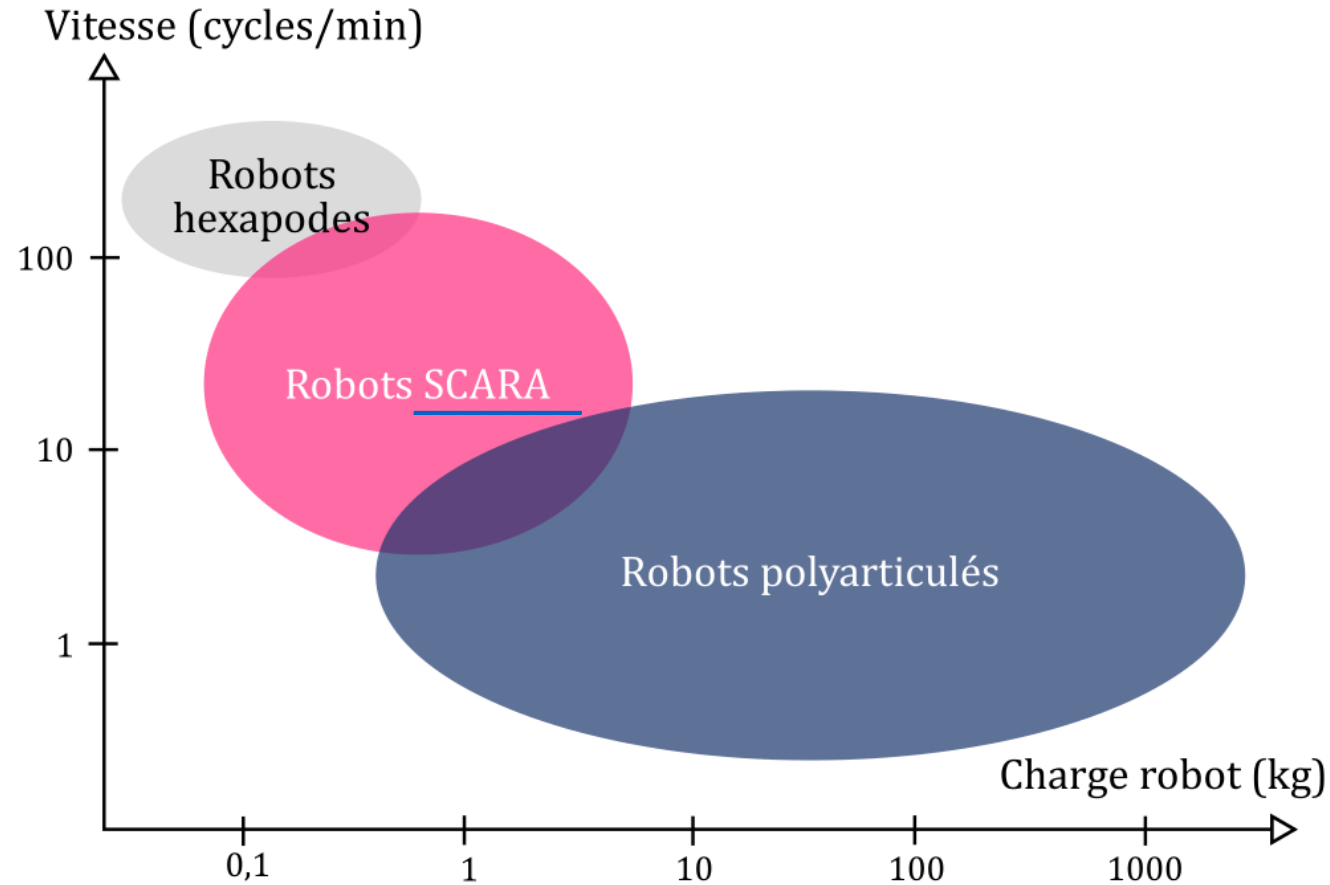 Vitesse (cycles/min)
Robots
hexapodes
100
Robots SCARA
10
Robots polyarticulés
1
Charge robot (kg)
0,1
1
10
100
1000